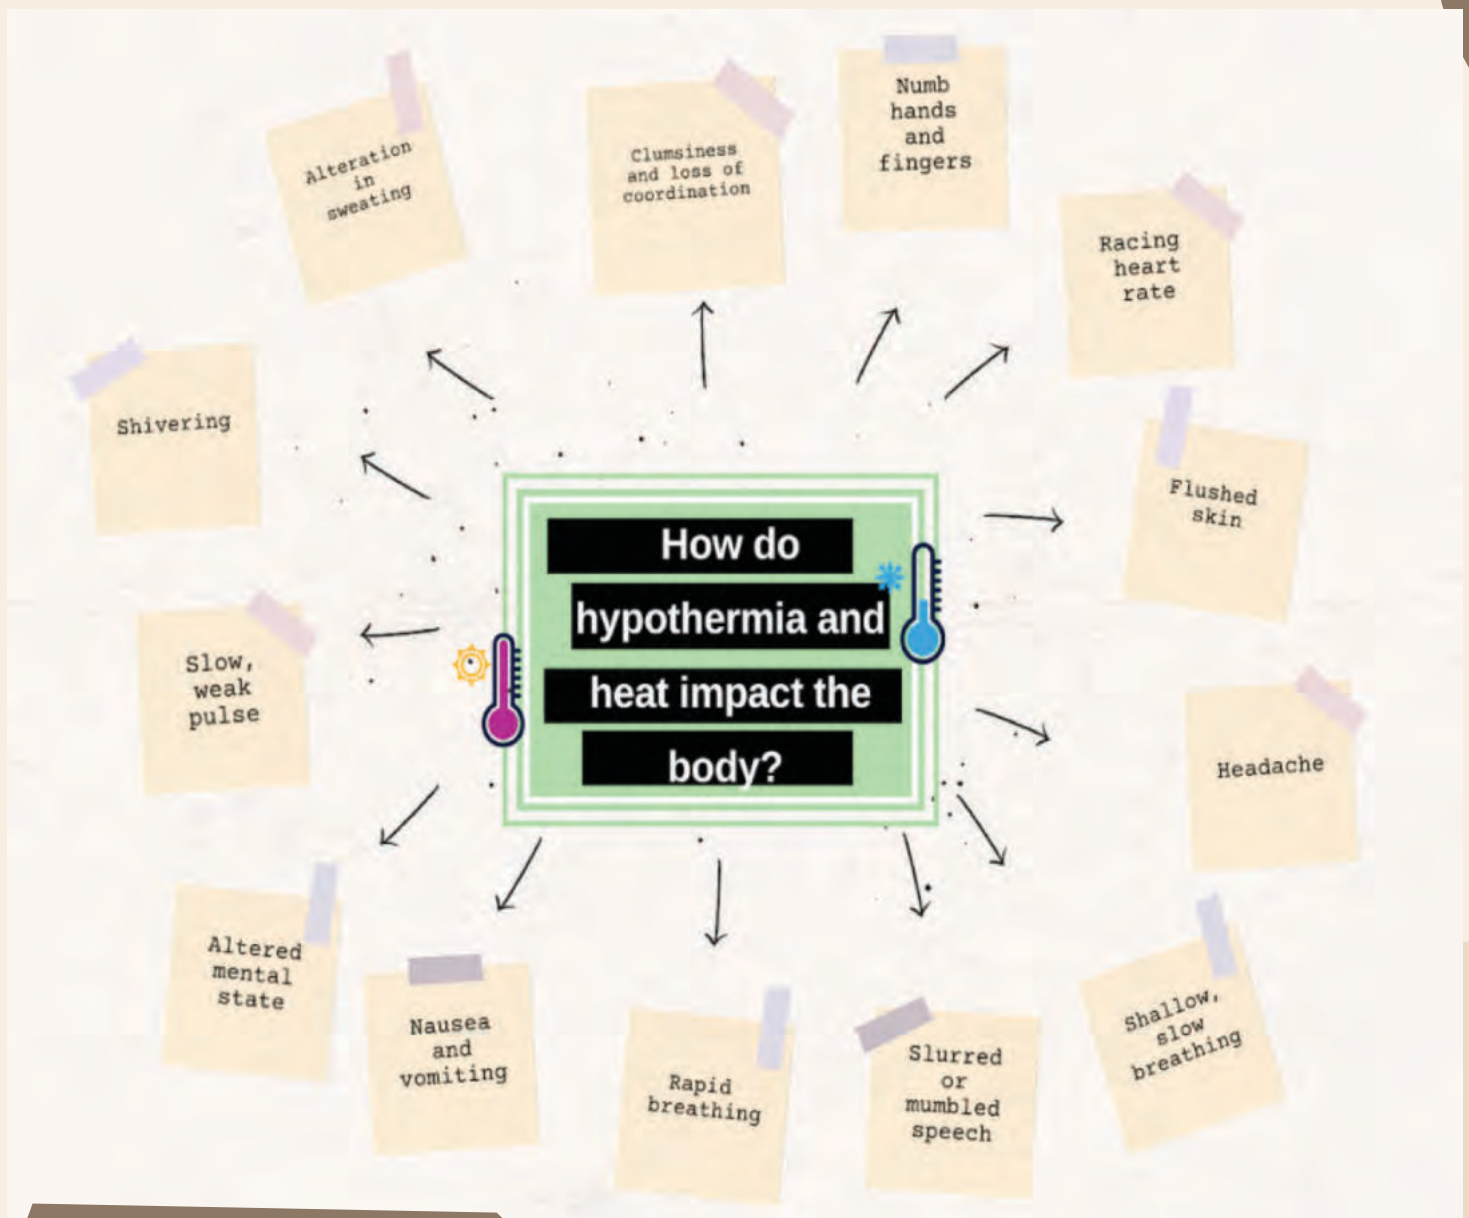 How do
hypothermia and
heat impact the
body?
Alteration
in
sweating
Clumsiness
and loss of
coordination
Numb
hands
and
fingers
Racing
heart
rate
Flushed
skin
Headache
Shallow,
slow
breathing
Slurred
or
mumbled
speech
Rapid
breathing
Nausea
and
vomiting
Altered
mental
state
Slow,
weak
pulse
Shivering